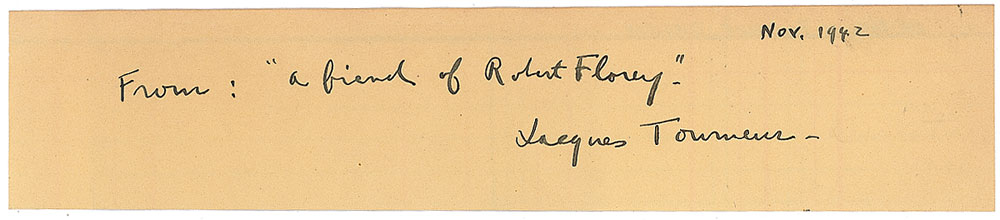 Nov. 1942
From: "a friend of Robert Florey".
Jacques Tourneur -